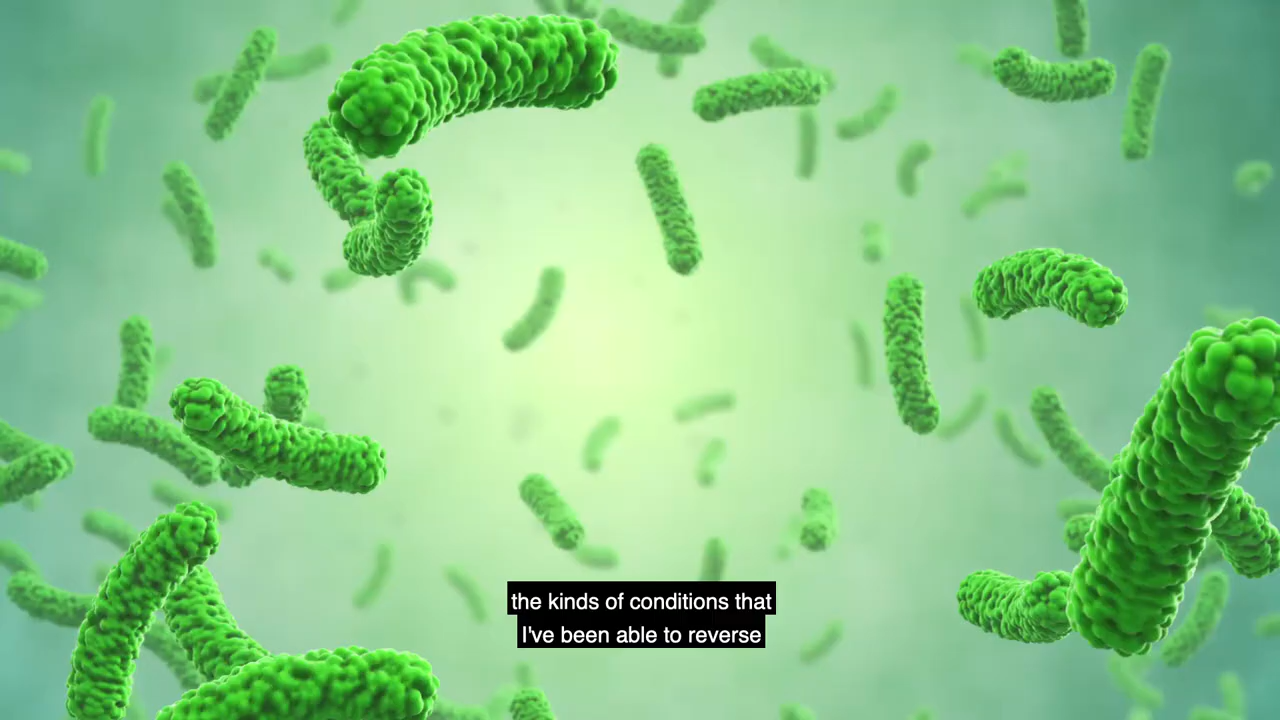 the kinds of conditions that
I've been able to reverse